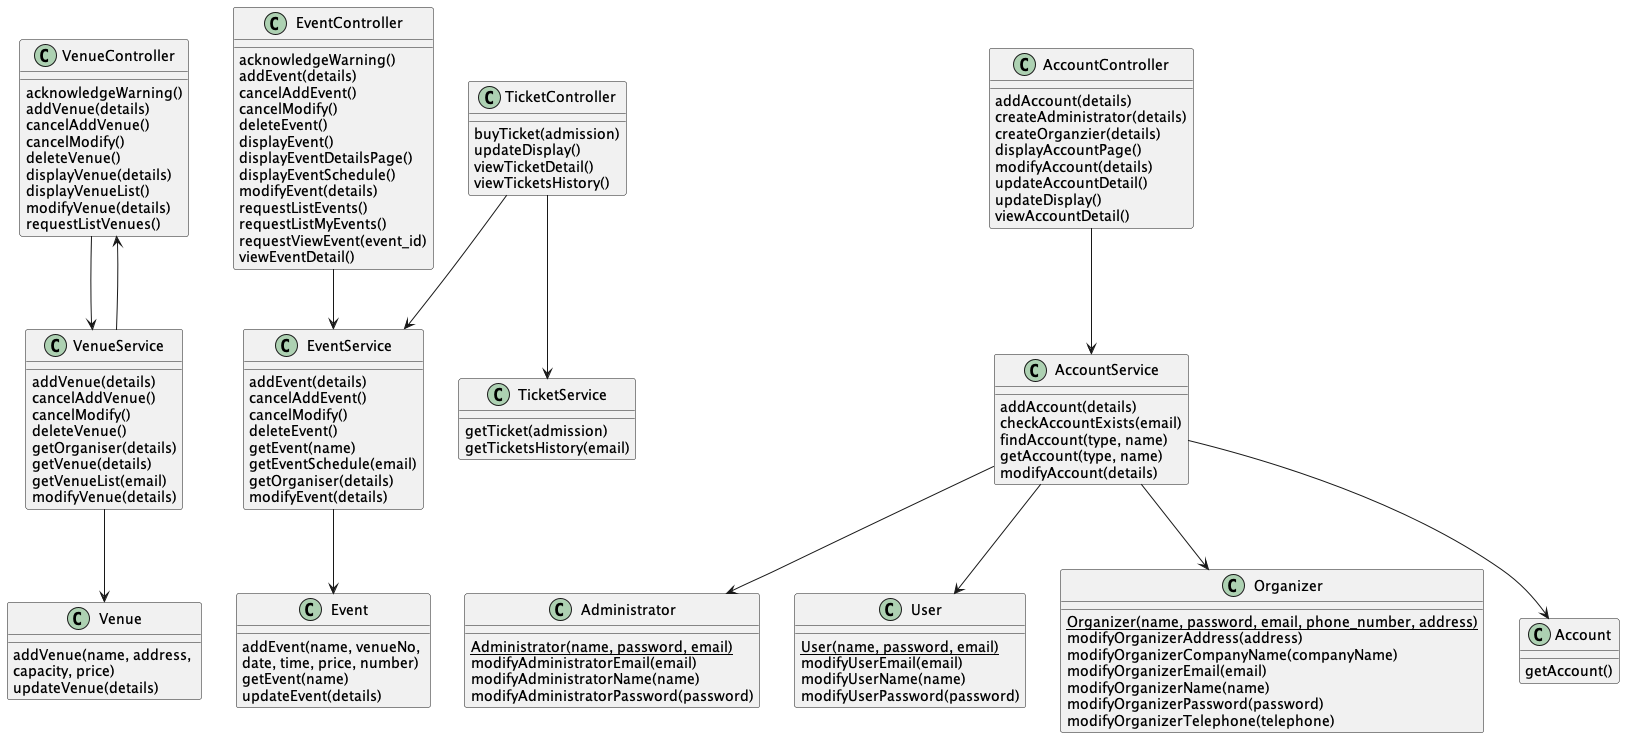 C VenueController
acknowledgeWarning()
addVenue(details)
cancelAddVenue()
cancelModify()
deleteVenue()
displayVenue(details)
displayVenueList()
modifyVenue(details)
requestListVenues()
C EventController
acknowledgeWarning()
addEvent(details)
cancelAddEvent()
cancelModify()
deleteEvent()
displayEvent()
displayEventDetailsPage()
displayEventSchedule()
modifyEvent(details)
requestListEvents()
requestListMyEvents()
requestViewEvent(event_id)
viewEventDetail()
C TicketController
buyTicket(admission)
updateDisplay()
viewTicketDetail()
viewTicketsHistory()
C AccountController
addAccount(details)
createAdministrator(details)
createOrganzier(details)
displayAccountPage()
modifyAccount(details)
updateAccountDetail()
updateDisplay()
viewAccountDetail()
C VenueService
addVenue(details)
cancelAddVenue()
cancelModify()
deleteVenue()
getOrganiser(details)
getVenue(details)
getVenueList(email)
modifyVenue(details)
C EventService
addEvent(details)
cancelAddEvent()
cancelModify()
deleteEvent()
getEvent(name)
getEventSchedule(email)
getOrganiser(details)
modifyEvent(details)
C TicketService
getTicket(admission)
getTicketsHistory(email)
C AccountService
addAccount(details)
checkAccountExists(email)
findAccount(type, name)
getAccount(type, name)
modifyAccount(details)
C Venue
addVenue(name, address,
capacity, price)
updateVenue(details)
C Event
addEvent(name, venueNo,
date, time, price, number)
getEvent(name)
updateEvent(details)
C Administrator
Administrator(name, password, email)
modifyAdministratorEmail(email)
modifyAdministratorName(name)
modifyAdministratorPassword(password)
C User
User(name, password, email)
modifyUserEmail(email)
modifyUserName(name)
modifyUserPassword(password)
C Organizer
Organizer(name, password, email, phone_number, address)
modifyOrganizerAddress(address)
modifyOrganizerCompanyName(companyName)
modifyOrganizerEmail(email)
modifyOrganizerName(name)
modifyOrganizerPassword(password)
modifyOrganizerTelephone(telephone)
C Account
getAccount()